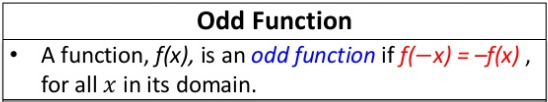 Odd Function
• A function, f(x), is an odd function if f(−x) = –f(x) ,
for all x in its domain.